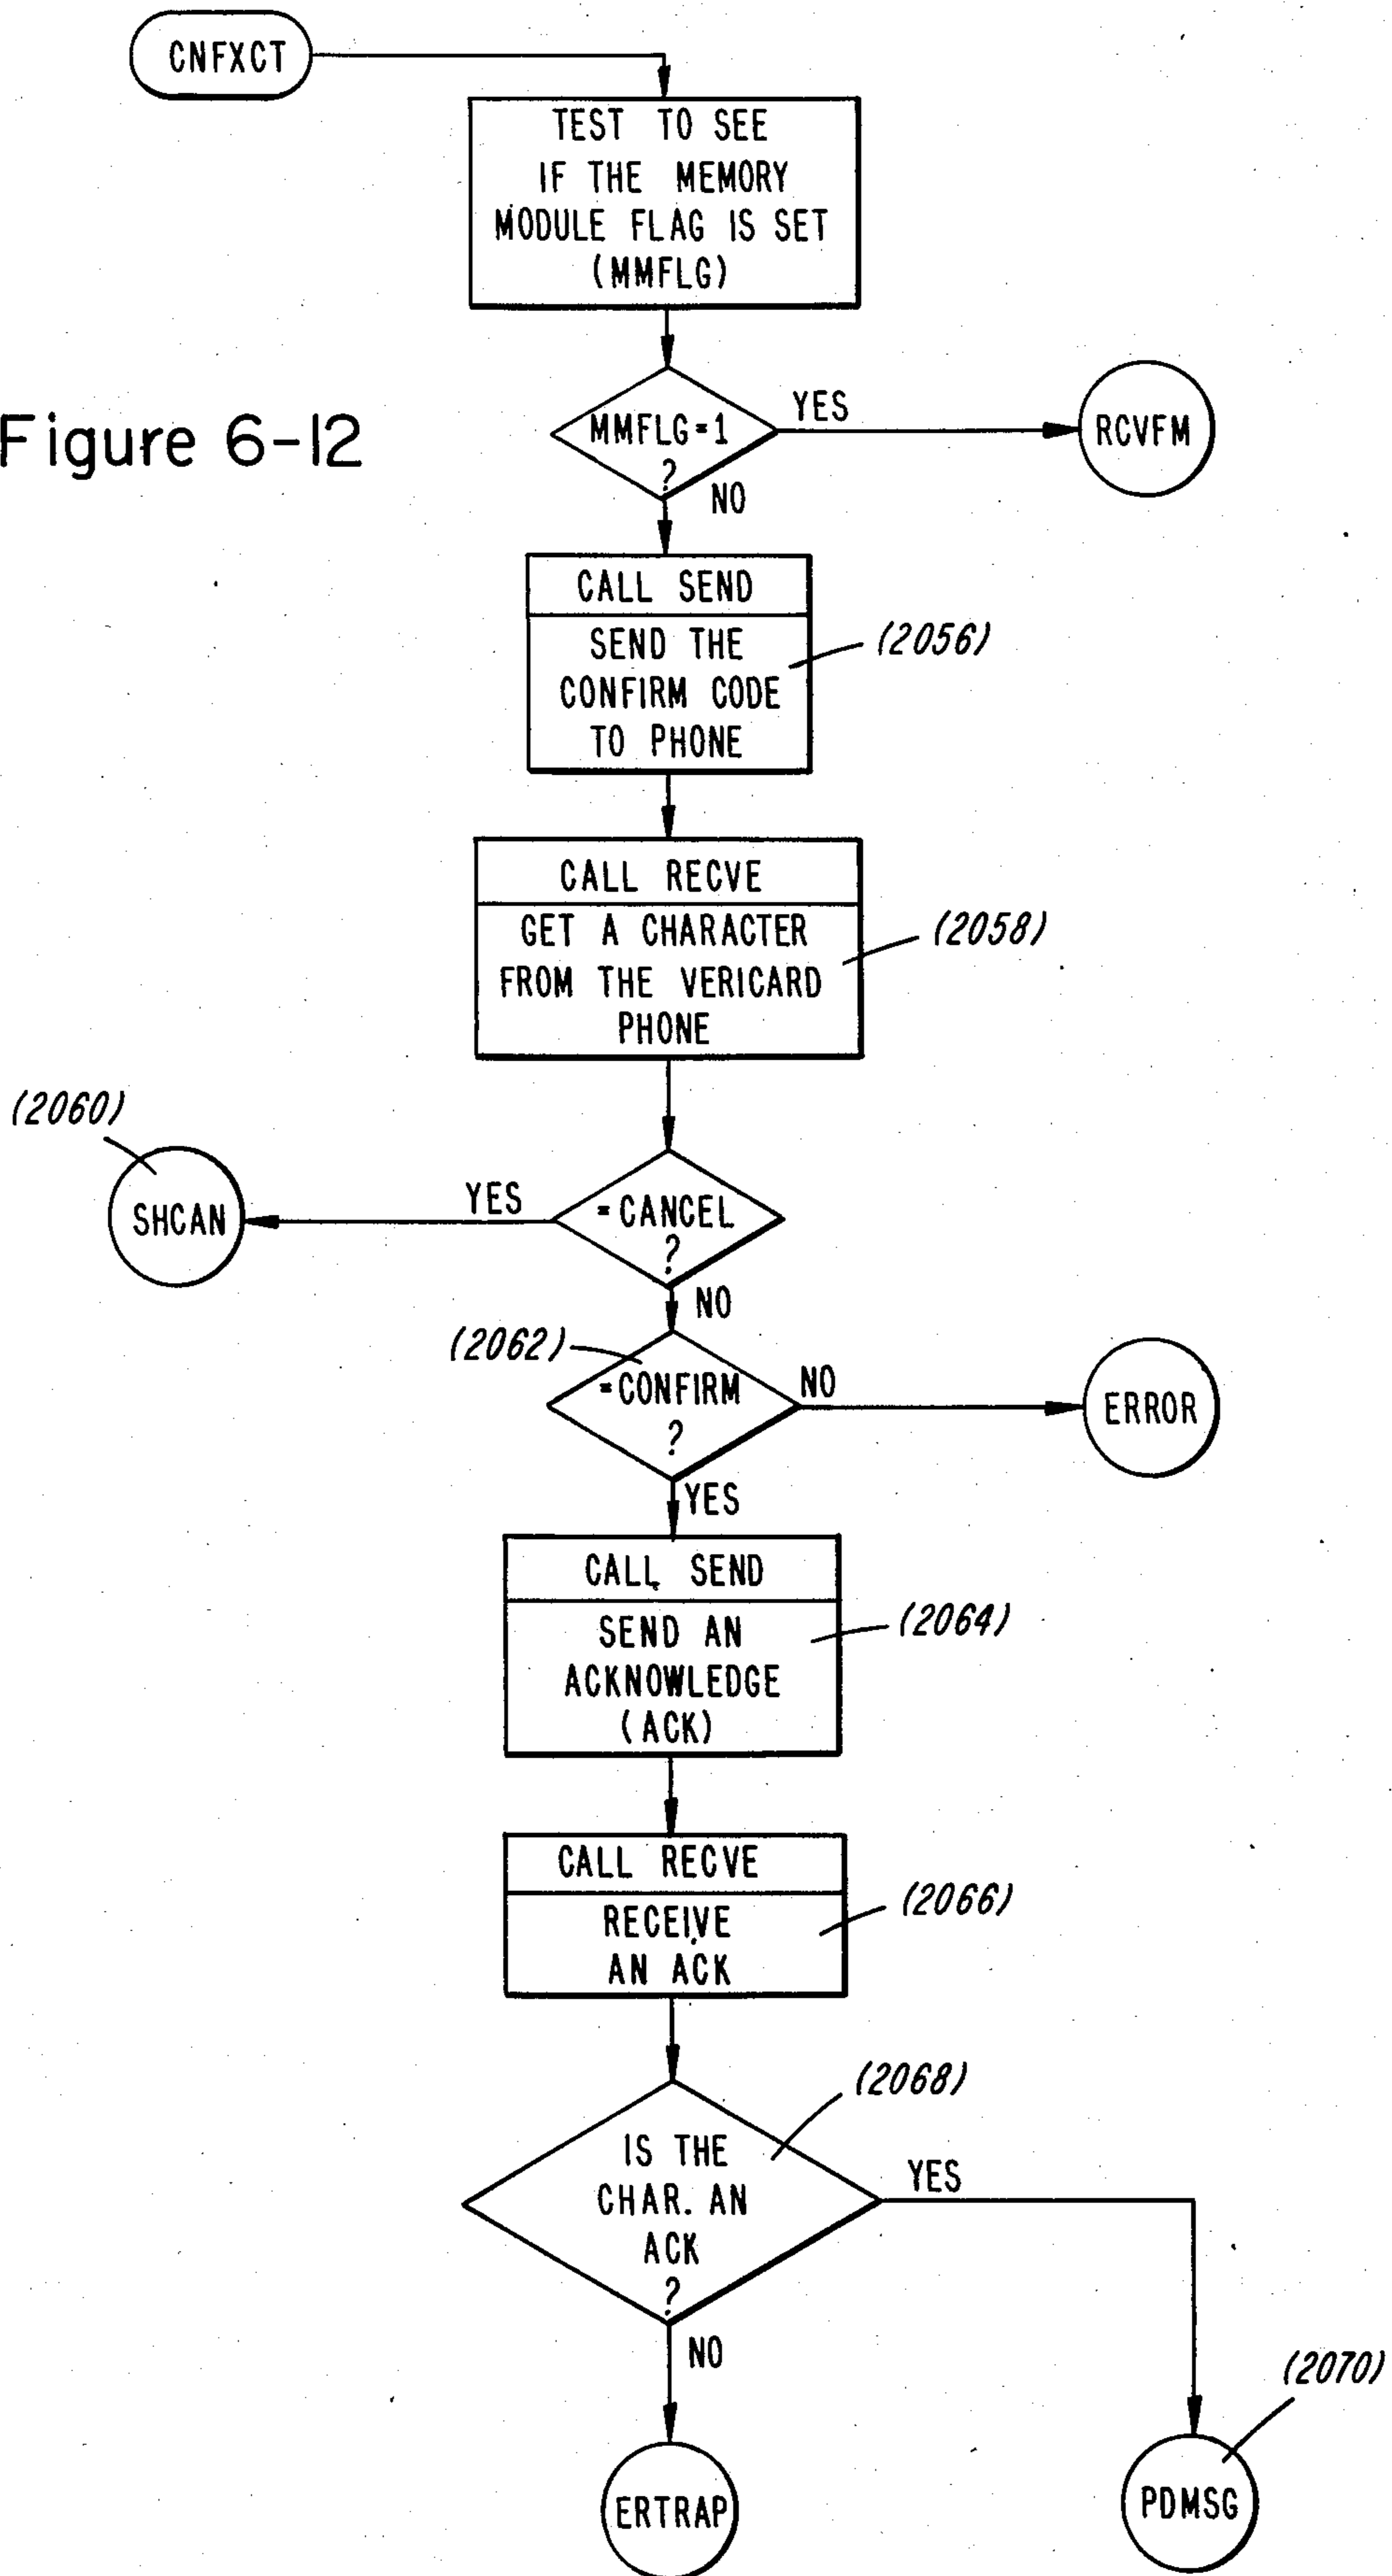 CNFXCT
TEST TO SEE
IF THE MEMORY
MODULE FLAG IS SET
(MMFLG)
Figure 6-12
MMFLG=1
?
YES
RCVFM
NO
CALL SEND
SEND THE
CONFIRM CODE
TO PHONE
(2056)
CALL RECVE
GET A CHARACTER
FROM THE VERICARD
PHONE
(2058)
(2060)
SHCAN
YES
=CANCEL
?
NO
(2062)
=CONFIRM
?
NO
ERROR
YES
CALL SEND
SEND AN
ACKNOWLEDGE
(ACK)
(2064)
CALL RECVE
RECEIVE
AN ACK
(2066)
(2068)
IS THE
CHAR. AN
ACK
?
YES
NO
(2070)
ERTRAP
PDMSG